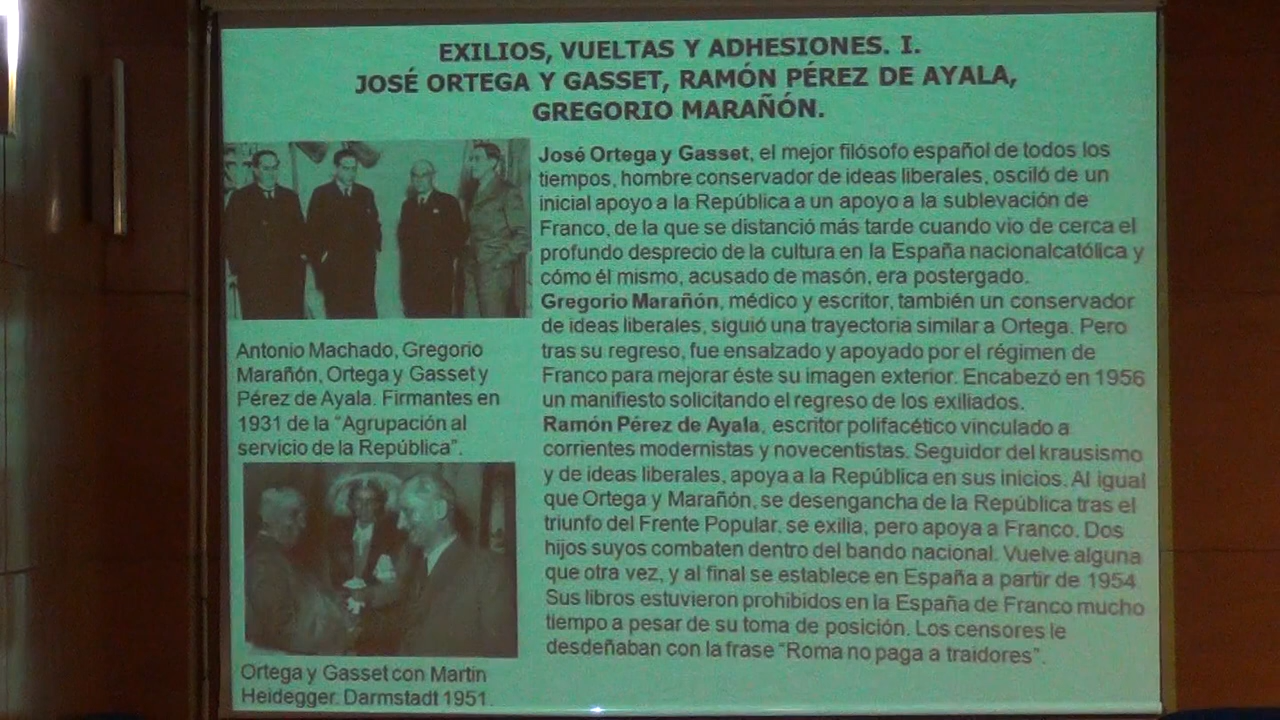 EXILIOS, VUELTAS Y ADHESIONES. I.
JOSÉ ORTEGA Y GASSET, RAMÓN PÉREZ DE AYALA,
GREGORIO MARAÑÓN.
Antonio Machado, Gregorio
Marañón, Ortega y Gasset y
Pérez de Ayala. Firmantes en
1931 de la "Agrupación al
servicio de la República".
Ortega y Gasset con Martin
Heidegger. Darmstadt 1951.
José Ortega y Gasset, el mejor filósofo español de todos los
tiempos, hombre conservador de ideas liberales, osciló de un
inicial apoyo a la República a un apoyo a la sublevación de
Franco, de la que se distanció más tarde cuando vio de cerca el
profundo desprecio de la cultura en la España nacionalcatólica y
cómo él mismo, acusado de masón, era postergado.
Gregorio Marañón, médico y escritor, también un conservador
de ideas liberales, siguió una trayectoria similar a Ortega. Pero
tras su regreso, fue ensalzado y apoyado por el régimen de
Franco para mejorar éste su imagen exterior. Encabezó en 1956
un manifiesto solicitando el regreso de los exiliados.
Ramón Pérez de Ayala, escritor polifacético vinculado a
corrientes modernistas y novecentistas. Seguidor del krausismo
y de ideas liberales, apoya a la República en sus inicios. Al igual
que Ortega y Marañón, se desengancha de la República tras el
triunfo del Frente Popular, se exilia, pero apoya a Franco. Dos
hijos suyos combaten dentro del bando nacional. Vuelve alguna
que otra vez, y al final se establece en España a partir de 1954.
Sus libros estuvieron prohibidos en la España de Franco mucho
tiempo a pesar de su toma de posición. Los censores le
desdeñaban con la frase "Roma no paga a traidores".